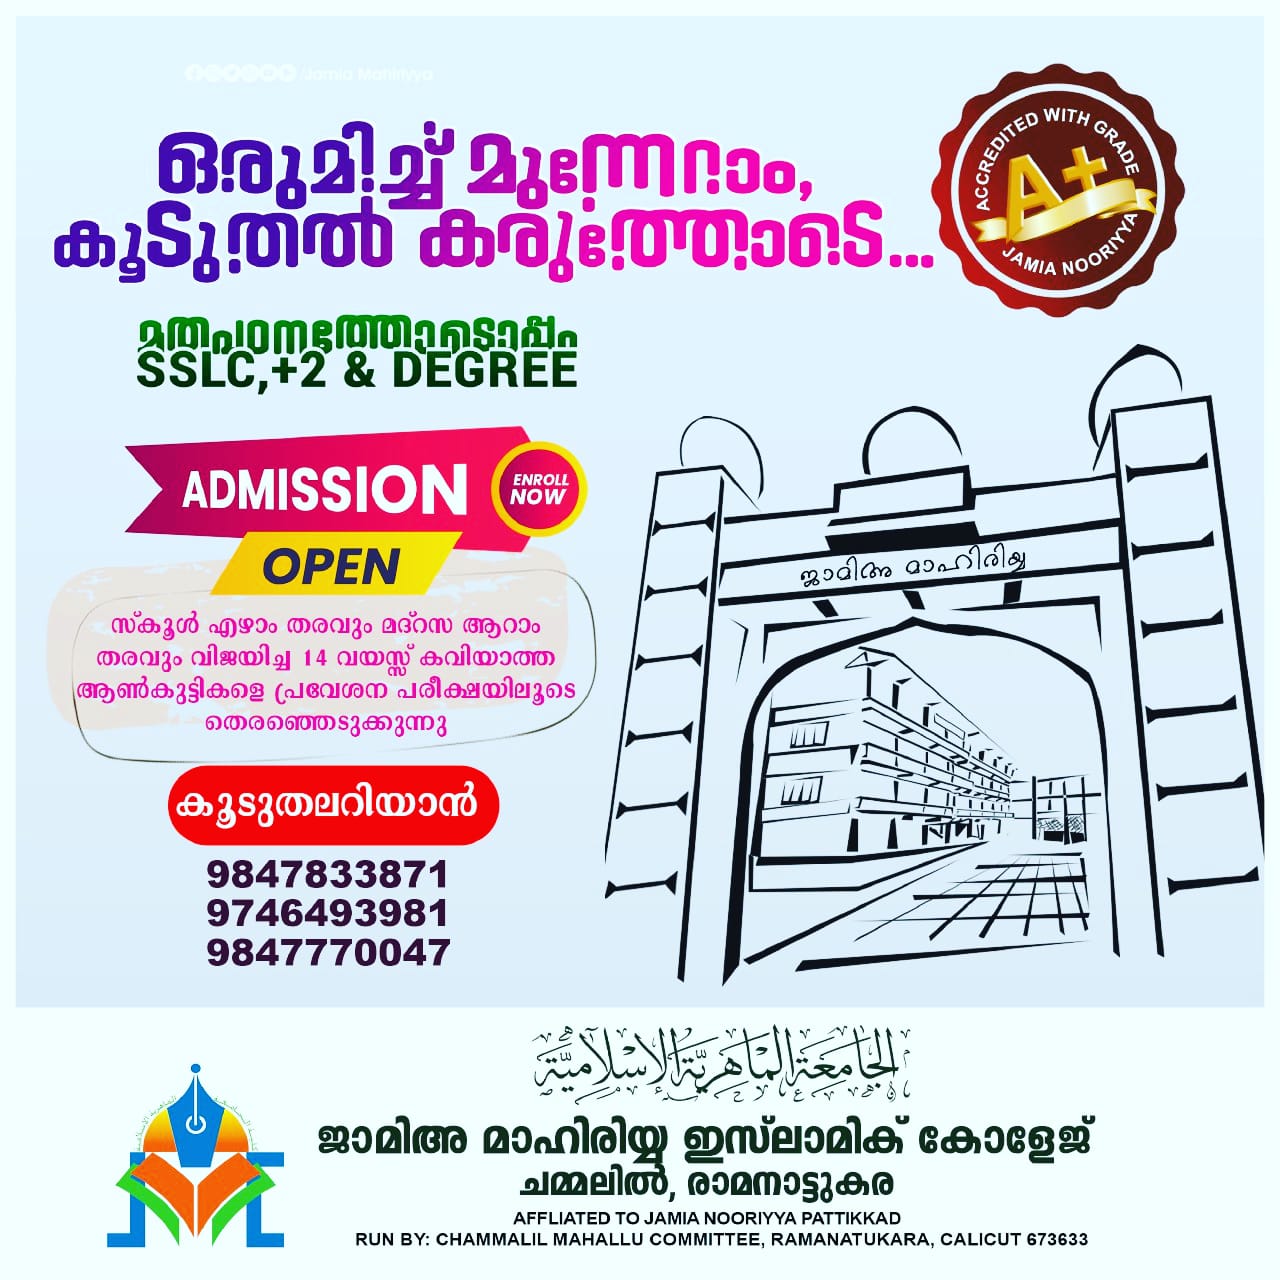 /Jamia Mahiriyya
ഒരുമിച്ച് മുന്നേറാം,
കൂടുതൽ കരുത്തോടെ...
ACCREDITED WITH GRADE
A+
JAMIA NOORIYYA
മതപഠനത്തോടൊപ്പം
SSLC,+2 & DEGREE
ADMISSION
ENROLL
NOW
OPEN
സ്കൂൾ എഴാം തരവും മദ്റസ ആറാം
തരവും വിജയിച്ച 14 വയസ്സ് കവിയാത്ത
ആൺകുട്ടികളെ പ്രവേശന പരീക്ഷയിലൂടെ
തെരഞ്ഞെടുക്കുന്നു
കൂടുതലറിയാൻ
9847833871
9746493981
9847770047
ജാമിഅ മാഹിരിയ്യ
الجامعة الماهرية الإسلامية
ജാമിഅ മാഹിരിയ്യ ഇസ്‌ലാമിക് കോളേജ്
ചമ്മലിൽ, രാമനാട്ടുകര
AFFLIATED TO JAMIA NOORIYYA PATTIKKAD
RUN BY: CHAMMALIL MAHALLU COMMITTEE, RAMANATUKARA, CALICUT 673633